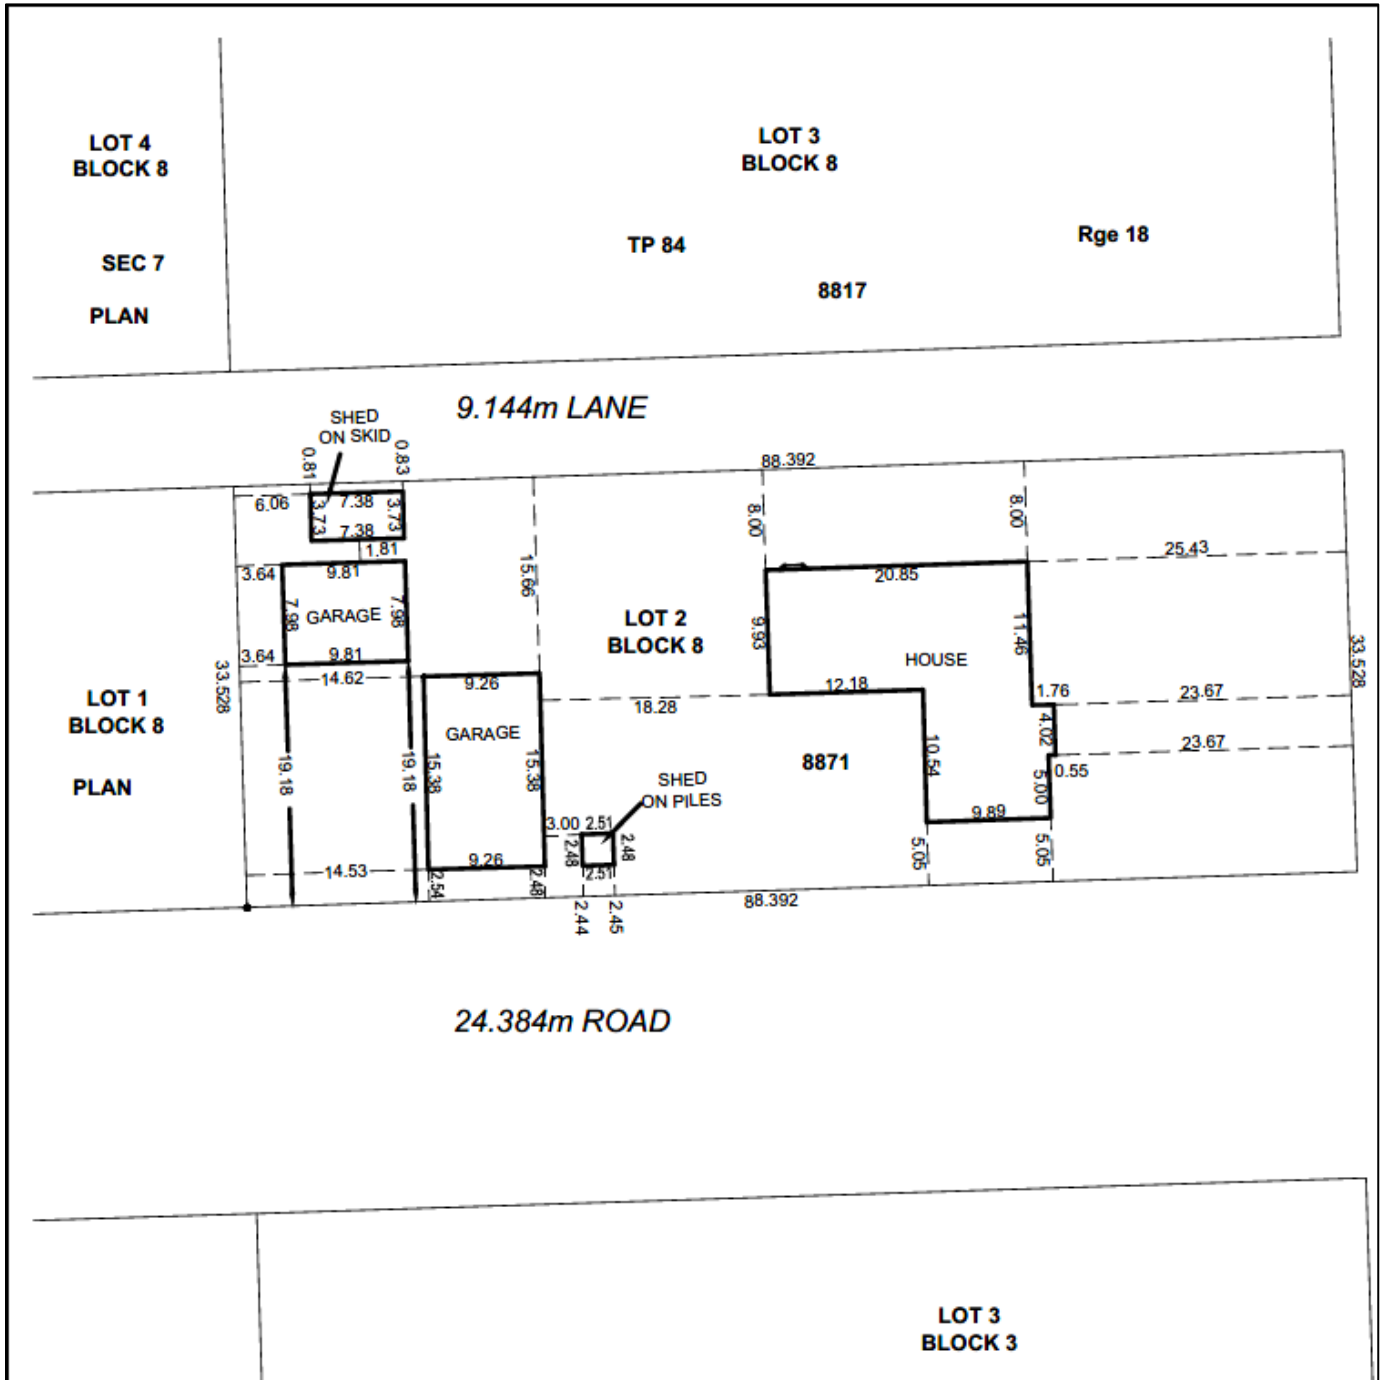 LOT 4
BLOCK 8
SEC 7
PLAN
LOT 3
BLOCK 8
TP 84
Rge 18
8817
9.144m LANE
SHED
ON SKID
0.81
0.83
88.392
6.06
7.38
3.73
3.73
7.38
1.81
3.64
9.81
7.98
GARAGE
7.98
3.64
9.81
33.528
14.62
15.66
9.26
GARAGE
15.38
15.38
19.18
19.18
14.53
9.26
2.54
2.48
LOT 1
BLOCK 8
PLAN
LOT 2
BLOCK 8
18.28
8871
SHED
ON PILES
3.00
2.51
2.48
2.48
2.51
2.44
2.45
8.00
8.00
20.85
9.93
HOUSE
11.46
12.18
10.54
1.76
4.02
0.55
5.00
9.89
5.05
5.05
25.43
23.67
23.67
33.528
88.392
24.384m ROAD
LOT 3
BLOCK 3